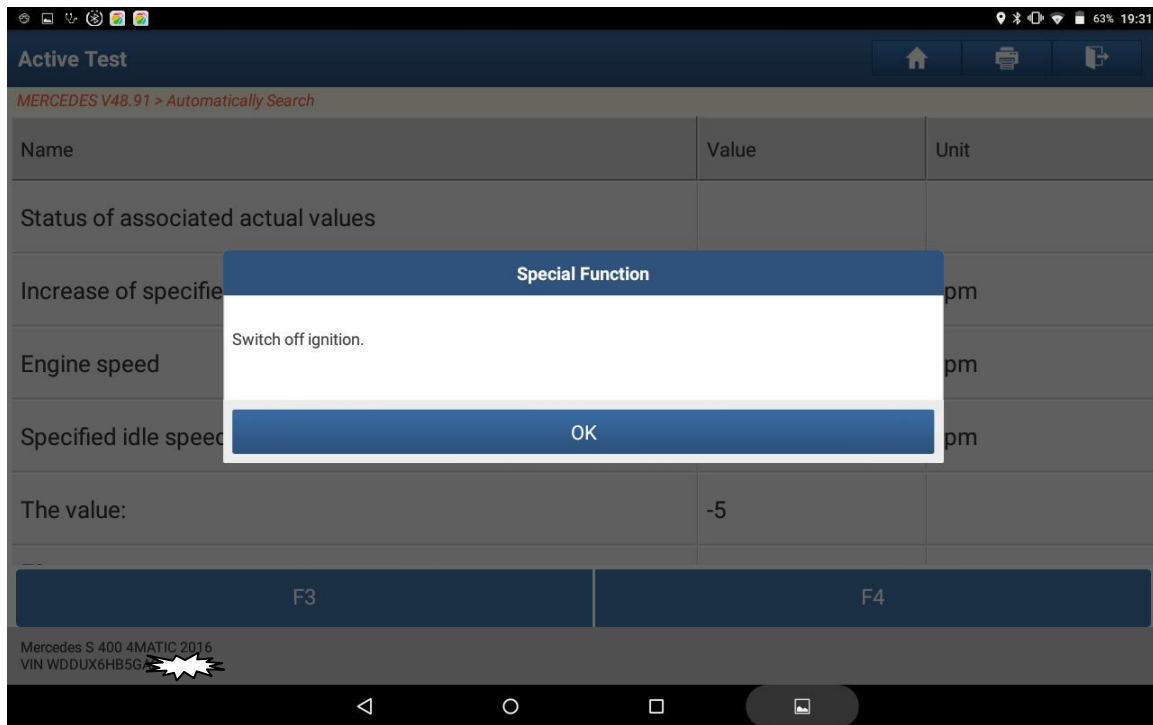 63% 19:31
Active Test
MERCEDES V48.91 > Automatically Search
Name Value Unit
Status of associated actual values
Special Function
Increase of specifie pm
Switch off ignition.
Engine speed pm
OK
Specified idle speed pm
The value: -5
F3 F4
Mercedes S 400 4MATIC 2016
VIN WDDUX6HB5GA